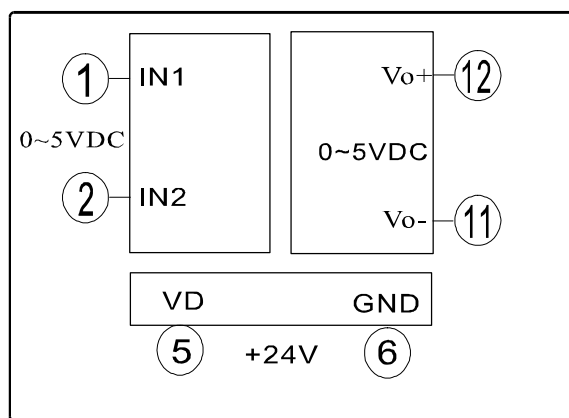 1 IN1
0~5VDC
2 IN2
Vo+ 12
0~5VDC
Vo- 11
VD GND
5 +24V 6